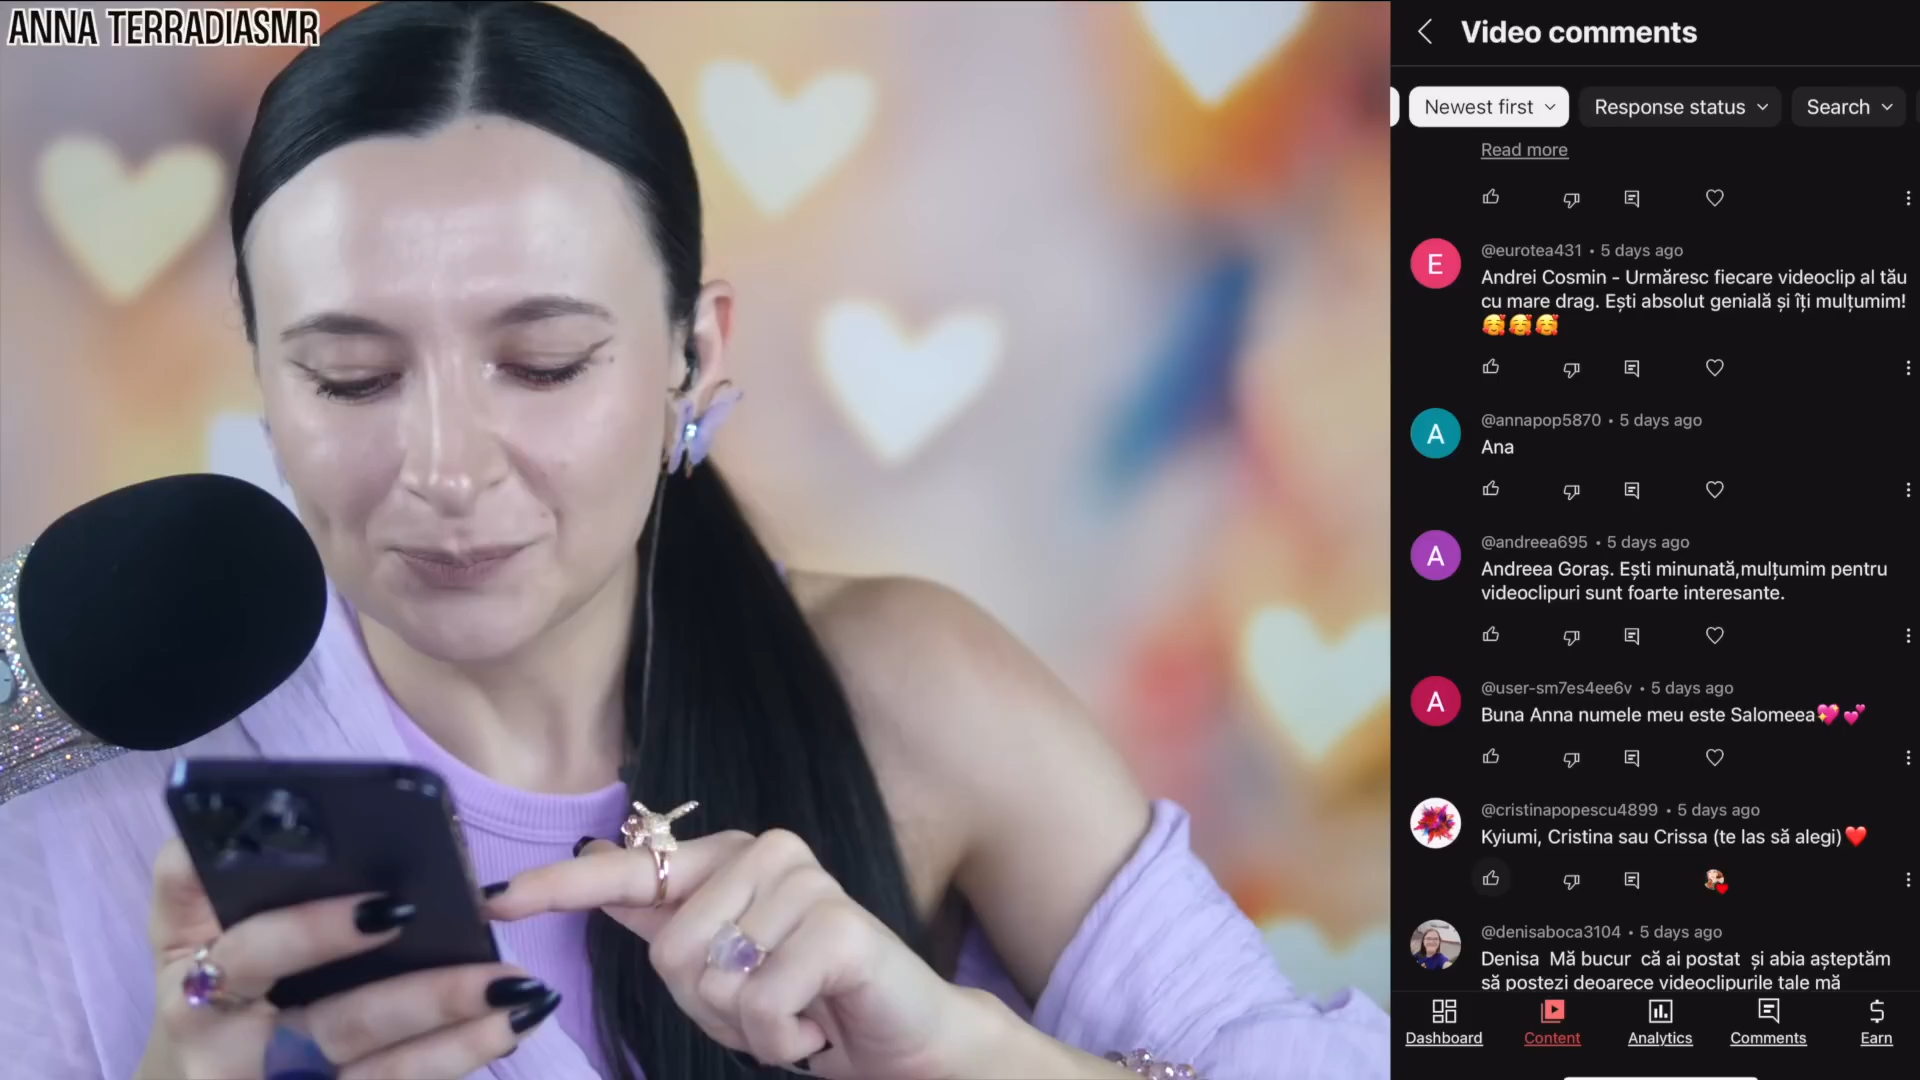 ANNA TERRADIASMR
Video comments
Newest first
Response status
Search
Read more
@eurotea431 • 5 days ago
Andrei Cosmin - Urmăresc fiecare videoclip al tău
cu mare drag. Ești absolut genială și îți mulțumim!
🥰🥰🥰
@annapop5870 • 5 days ago
Ana
@andreea695 • 5 days ago
Andreea Goraș. Ești minunată,mulțumim pentru
videoclipuri sunt foarte interesante.
@user-sm7es4ee6v • 5 days ago
Buna Anna numele meu este Salomeea💖💕
@cristinapopescu4899 • 5 days ago
Kyiumi, Cristina sau Crissa (te las să alegi)❤️
@denisaboca3104 • 5 days ago
Denisa Mă bucur că ai postat și abia așteptăm
să postezi deoarece videoclipurile tale mă
Dashboard
Content
Analytics
Comments
Earn
E
A
A
A